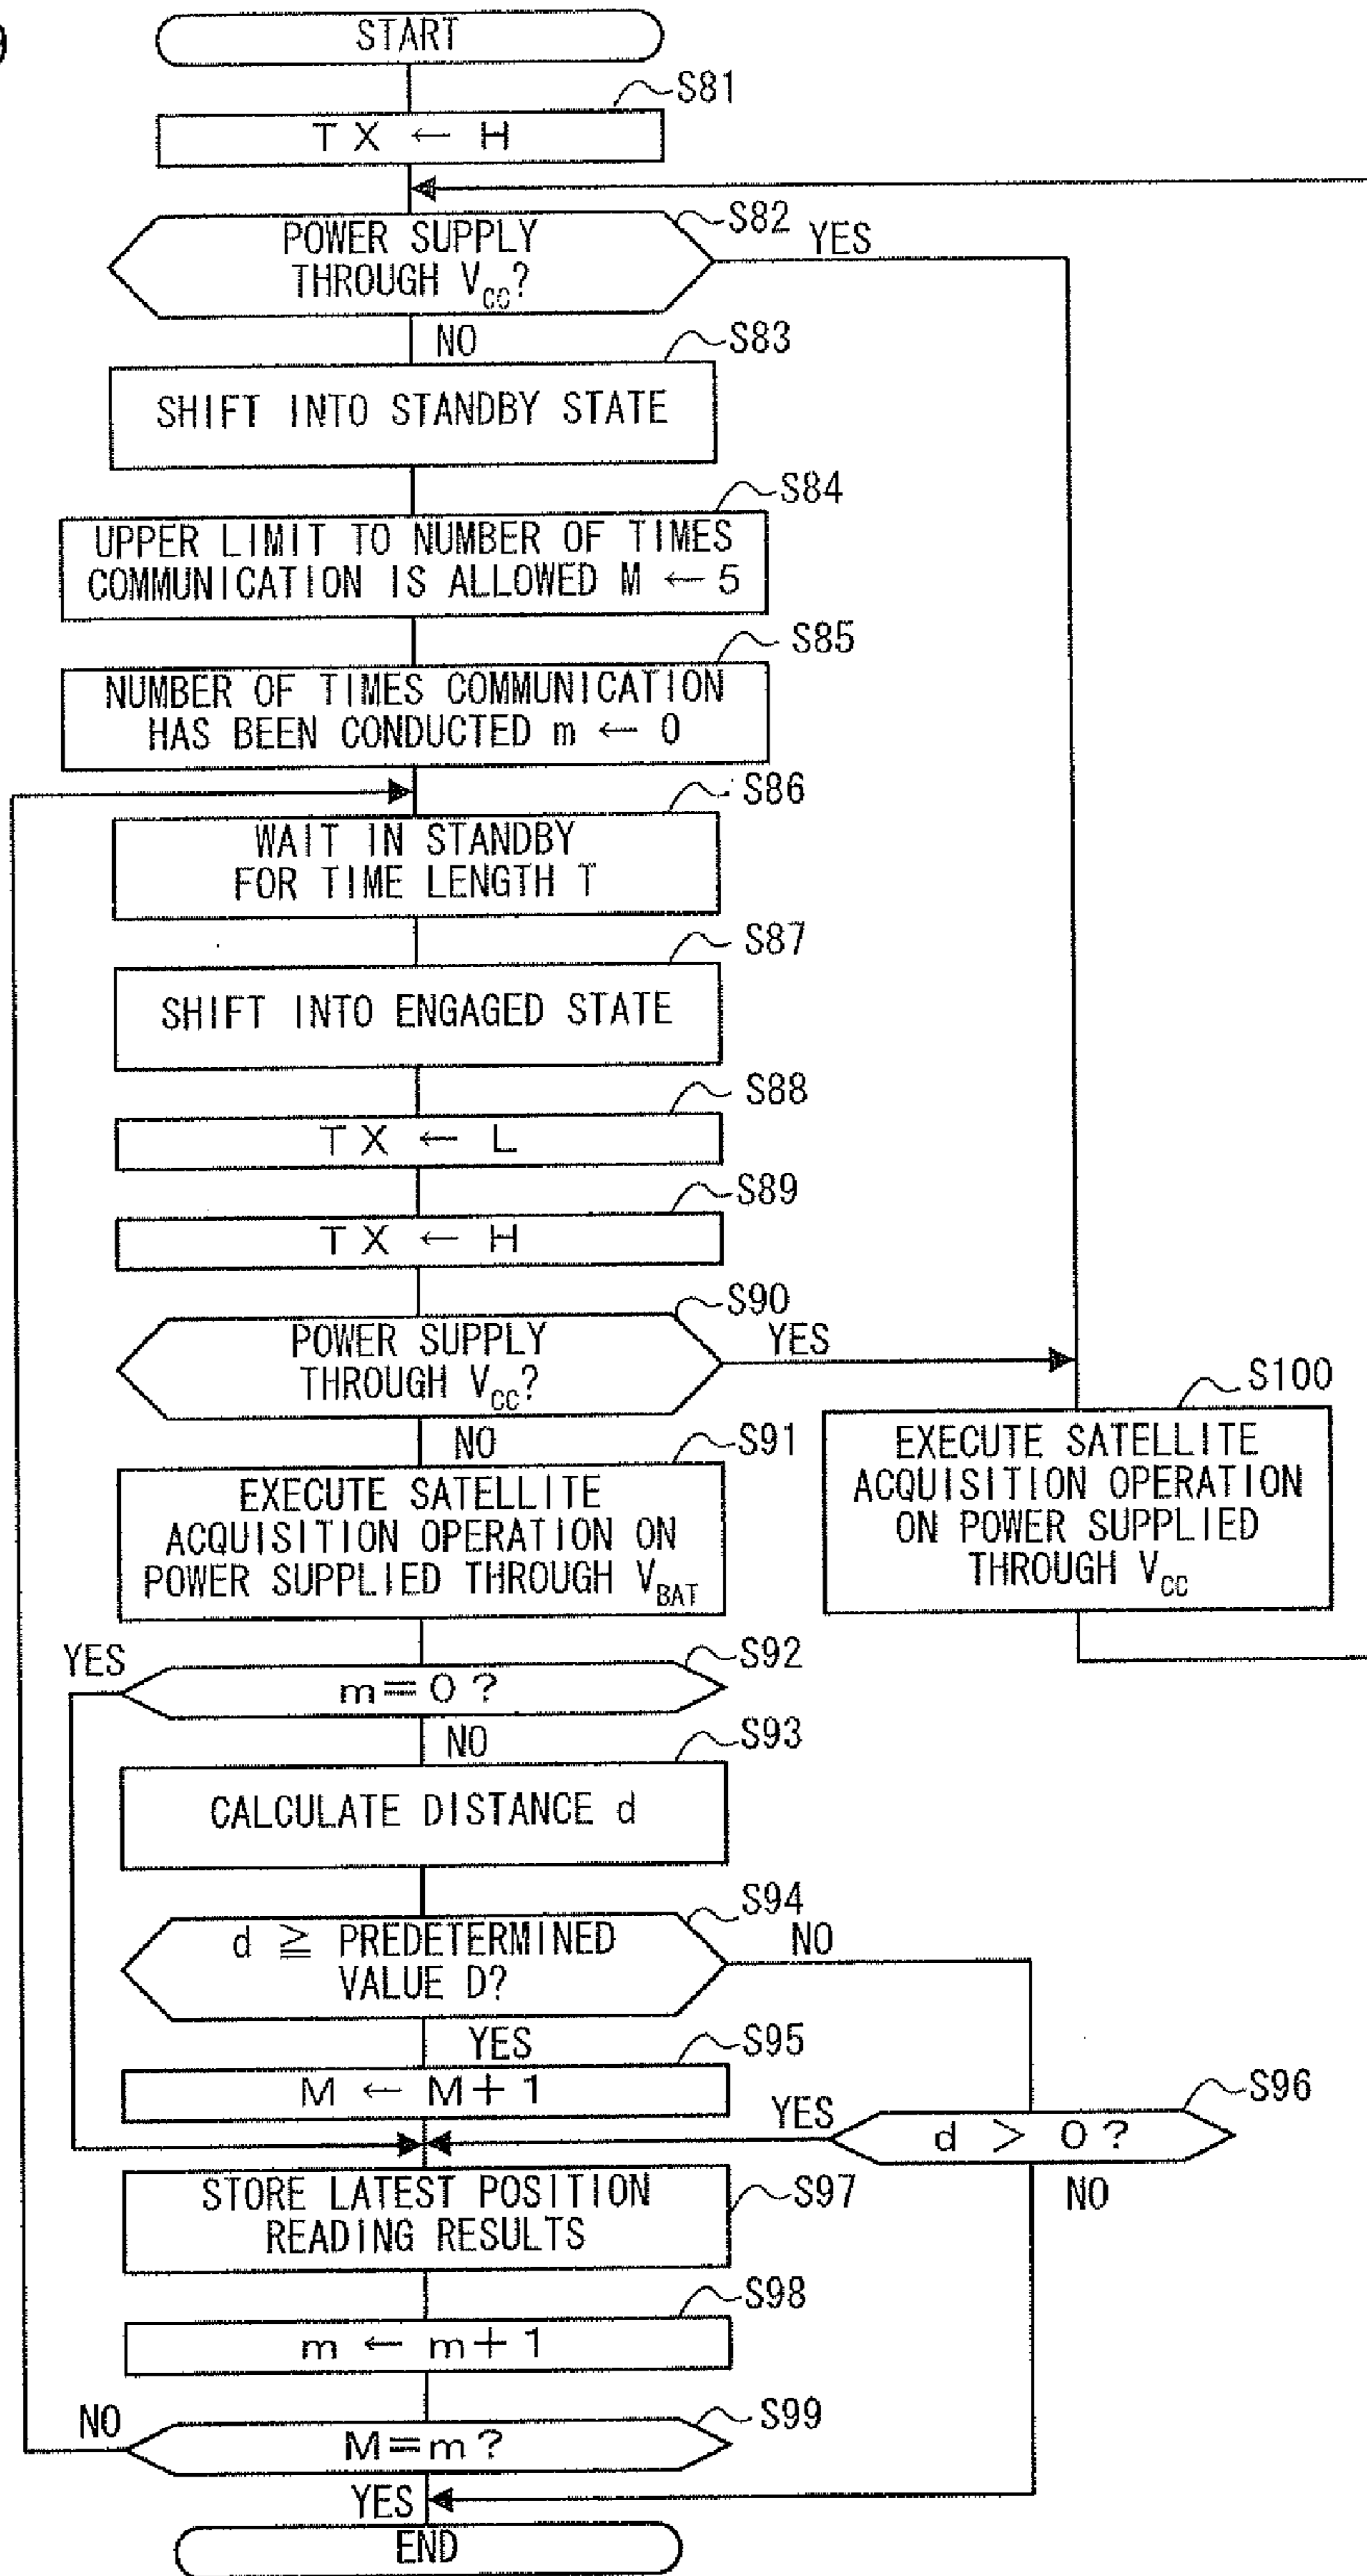 START
S81
TX ← H
S82
POWER SUPPLY
THROUGH VCC?
YES
NO
S83
SHIFT INTO STANDBY STATE
S84
UPPER LIMIT TO NUMBER OF TIMES
COMMUNICATION IS ALLOWED M ← 5
S85
NUMBER OF TIMES COMMUNICATION
HAS BEEN CONDUCTED m ← 0
S86
WAIT IN STANDBY
FOR TIME LENGTH T
S87
SHIFT INTO ENGAGED STATE
S88
TX ← L
S89
TX ← H
S90
POWER SUPPLY
THROUGH VCC?
YES
NO
S91
EXECUTE SATELLITE
ACQUISITION OPERATION ON
POWER SUPPLIED THROUGH VBAT
S100
EXECUTE SATELLITE
ACQUISITION OPERATION
ON POWER SUPPLIED
THROUGH VCC
S92
YES
m=0?
NO
S93
CALCULATE DISTANCE d
S94
d ≧ PREDETERMINED
VALUE D?
NO
YES
S95
M ← M+1
S96
YES
d > 0?
NO
STORE LATEST POSITION
READING RESULTS
S97
S98
m ← m+1
S99
NO
M=m?
YES
END